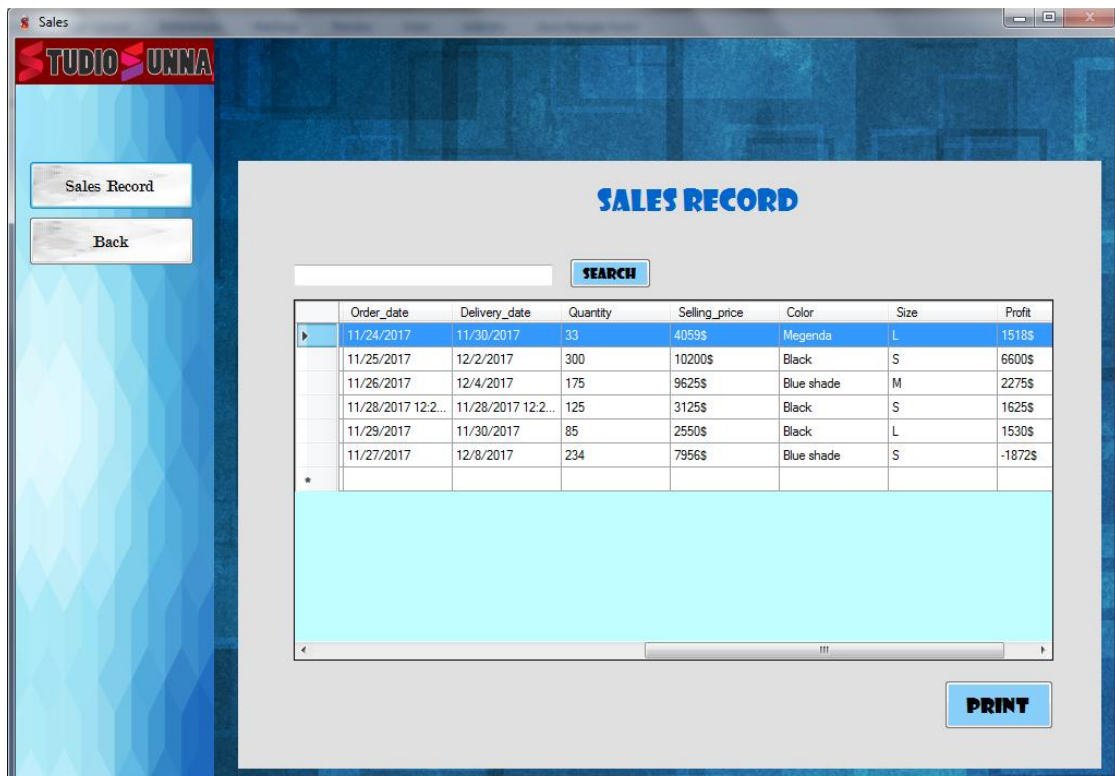 Sales
STUDIO SUNNA
Sales Record
Back
SALES RECORD
SEARCH
Order_date Delivery_date Quantity Selling_price Color Size Profit
11/24/2017 11/30/2017 33 4059$ Megenda L 1518$
11/25/2017 12/2/2017 300 10200$ Black S 6600$
11/26/2017 12/4/2017 175 9625$ Blue shade M 2275$
11/28/2017 12:2... 11/28/2017 12:2... 125 3125$ Black S 1625$
11/29/2017 11/30/2017 85 2550$ Black L 1530$
11/27/2017 12/8/2017 234 7956$ Blue shade S -1872$
*
PRINT